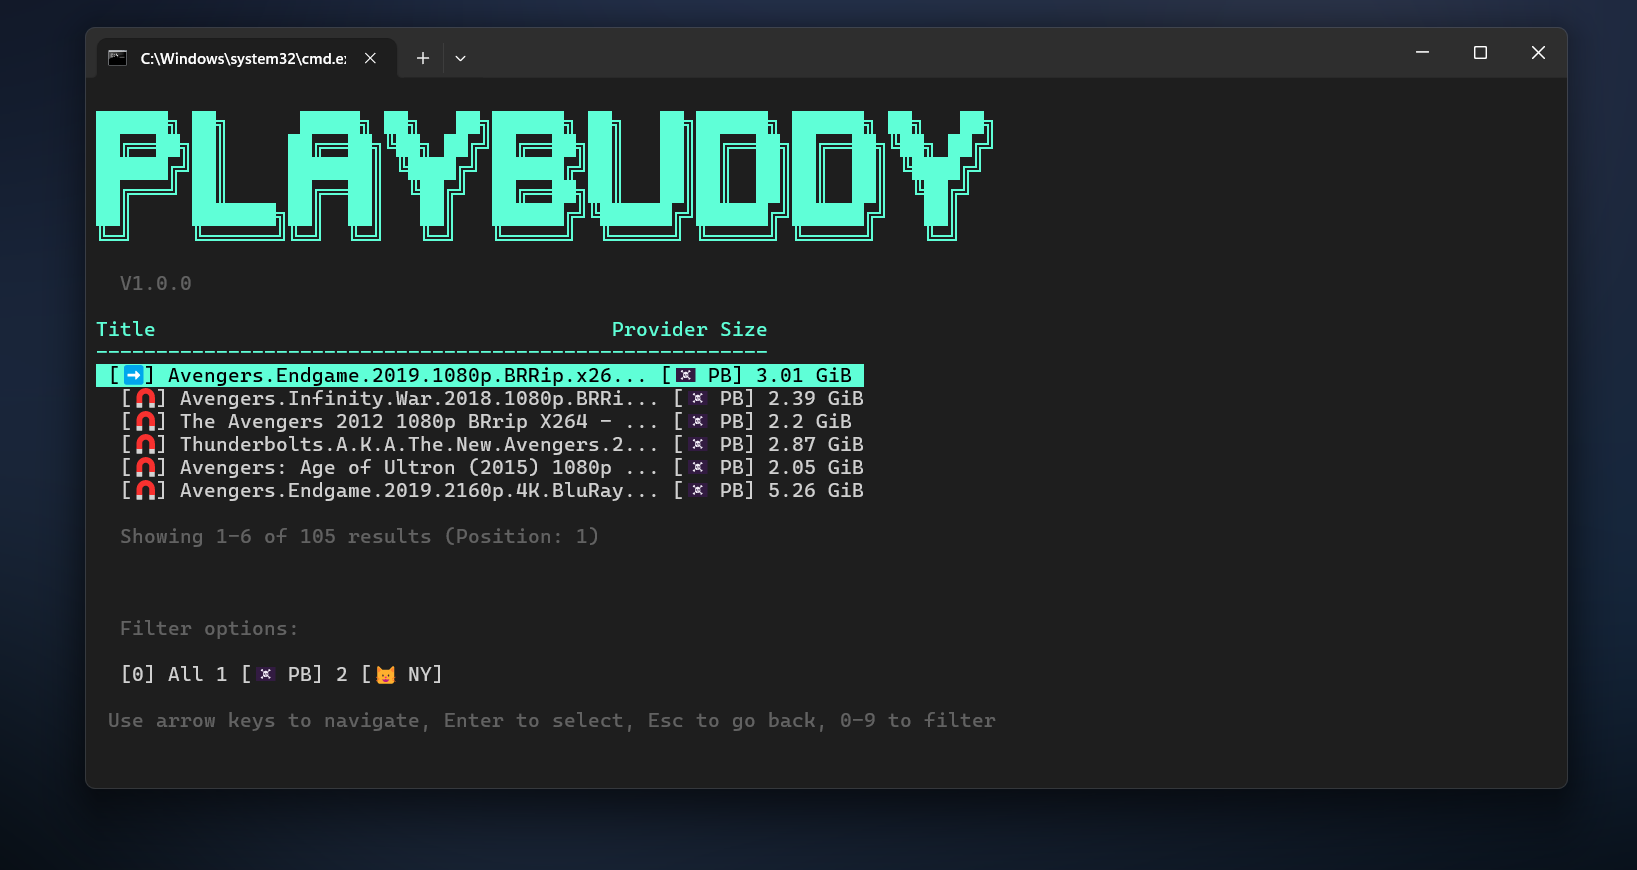 C:\Windows\system32\cmd.e
PLAYBUDDY
V1.0.0
Title Provider Size
--------------------------------------------------------
[➡️] Avengers.Endgame.2019.1080p.BRRip.x26... [🏴‍☠️ PB] 3.01 GiB
[🧲] Avengers.Infinity.War.2018.1080p.BRRi... [🏴‍☠️ PB] 2.39 GiB
[🧲] The Avengers 2012 1080p BRrip X264 - ... [🏴‍☠️ PB] 2.2 GiB
[🧲] Thunderbolts.A.K.A.The.New.Avengers.2... [🏴‍☠️ PB] 2.87 GiB
[🧲] Avengers: Age of Ultron (2015) 1080p ... [🏴‍☠️ PB] 2.05 GiB
[🧲] Avengers.Endgame.2019.2160p.4K.BluRay... [🏴‍☠️ PB] 5.26 GiB
Showing 1-6 of 105 results (Position: 1)
Filter options:
[0] All 1 [🏴‍☠️ PB] 2 [🐱 NY]
Use arrow keys to navigate, Enter to select, Esc to go back, 0-9 to filter